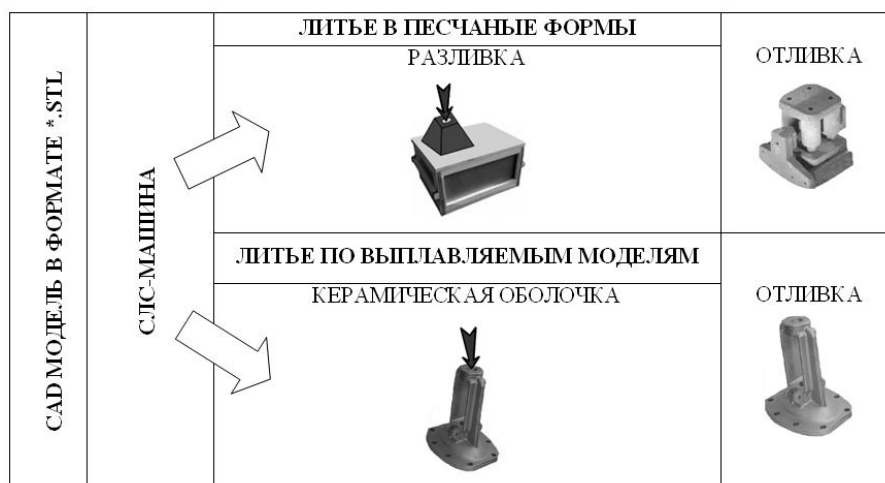 CAD МОДЕЛЬ В ФОРМАТЕ *.STL
СЛС-МАШИНА
ЛИТЬЕ В ПЕСЧАНЫЕ ФОРМЫ
РАЗЛИВКА
ОТЛИВКА
ЛИТЬЕ ПО ВЫПЛАВЛЯЕМЫМ МОДЕЛЯМ
КЕРАМИЧЕСКАЯ ОБОЛОЧКА
ОТЛИВКА